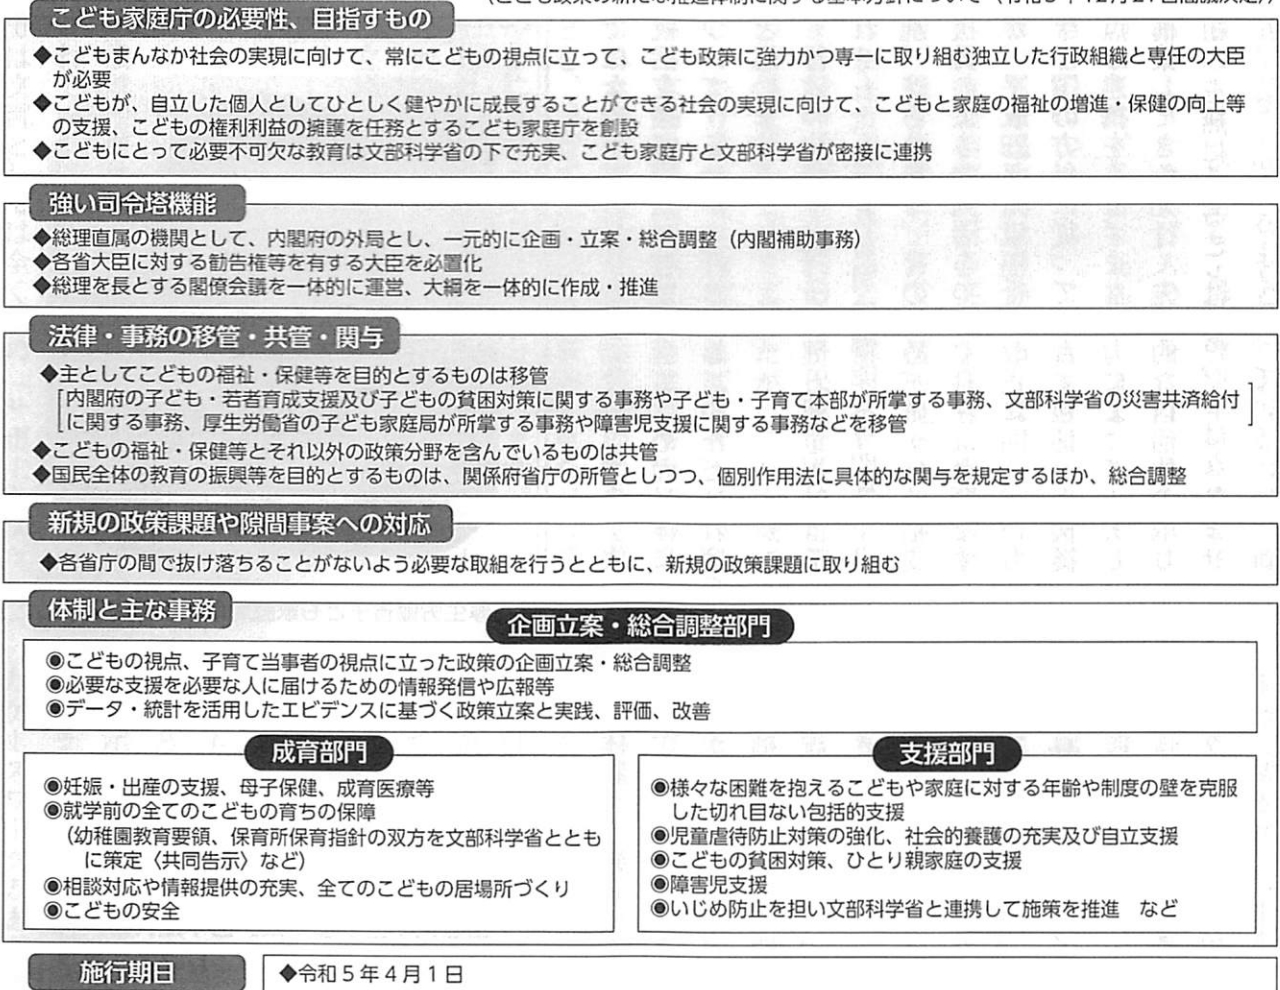 こども家庭庁の必要性、目指すもの
◆こどもまんなか社会の実現に向けて、常にこどもの視点に立って、こども政策に強力かつ専一に取り組む独立した行政組織と専任の大臣
が必要
◆こどもが、自立した個人としてひとしく健やかに成長することができる社会の実現に向けて、こどもと家庭の福祉の増進・保健の向上等
の支援、こどもの権利利益の擁護を任務とするこども家庭庁を創設
◆こどもにとって必要不可欠な教育は文部科学省の下で充実、こども家庭庁と文部科学省が密接に連携
強い司令塔機能
◆総理直属の機関として、内閣府の外局とし、一元的に企画・立案・総合調整（内閣補助事務）
◆各省大臣に対する勧告権等を有する大臣を必置化
◆総理を長とする閣僚会議を一体的に運営、大綱を一体的に作成・推進
法律・事務の移管・共管・関与
◆主としてこどもの福祉・保健等を目的とするものは移管
[内閣府の子ども・若者育成支援及び子どもの貧困対策に関する事務や子ども・子育て本部が所掌する事務、文部科学省の災害共済給付
に関する事務、厚生労働省の子ども家庭局が所掌する事務や障害児支援に関する事務などを移管]
◆こどもの福祉・保健等とそれ以外の政策分野を含んでいるものは共管
◆国民全体の教育の振興等を目的とするものは、関係府省庁の所管としつつ、個別作用法に具体的な関与を規定するほか、総合調整
新規の政策課題や隙間事案への対応
◆各省庁の間で抜け落ちることがないよう必要な取組を行うとともに、新規の政策課題に取り組む
体制と主な事務
企画立案・総合調整部門
◉こどもの視点、子育て当事者の視点に立った政策の企画立案・総合調整
◉必要な支援を必要な人に届けるための情報発信や広報等
◉データ・統計を活用したエビデンスに基づく政策立案と実践、評価、改善
成育部門
◉妊娠・出産の支援、母子保健、成育医療等
◉就学前の全てのこどもの育ちの保障
（幼稚園教育要領、保育所保育指針の双方を文部科学省ととも
に策定〈共同告示〉など）
◉相談対応や情報提供の充実、全てのこどもの居場所づくり
◉こどもの安全
支援部門
◉様々な困難を抱えるこどもや家庭に対する年齢や制度の壁を克服
した切れ目ない包括的支援
◉児童虐待防止対策の強化、社会的養護の充実及び自立支援
◉こどもの貧困対策、ひとり親家庭の支援
◉障害児支援
◉いじめ防止を担い文部科学省と連携して施策を推進　など
施行期日
◆令和５年４月１日